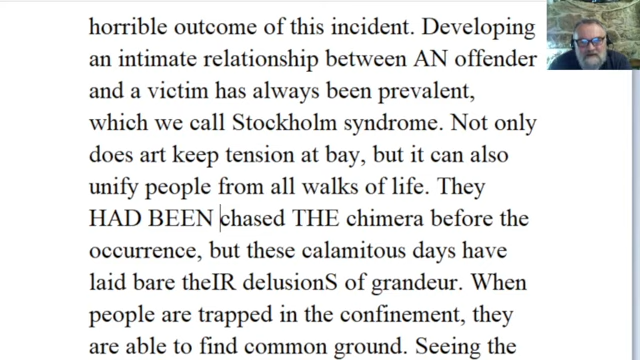 horrible outcome of this incident. Developing
an intimate relationship between AN offender
and a victim has always been prevalent,
which we call Stockholm syndrome. Not only
does art keep tension at bay, but it can also
unify people from all walks of life. They
HAD BEEN chased THE chimera before the
occurrence, but these calamitous days have
laid bare theIR delusionS of grandeur. When
people are trapped in the confinement, they
are able to find common ground. Seeing the